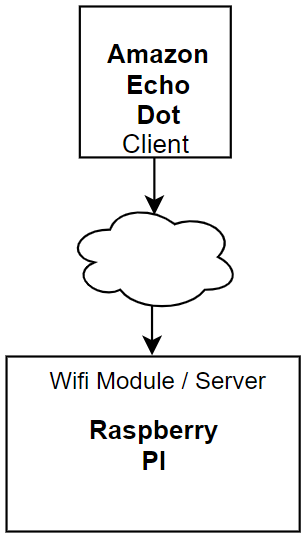 Amazon
Echo
Dot
Client
Wifi Module / Server
Raspberry
PI